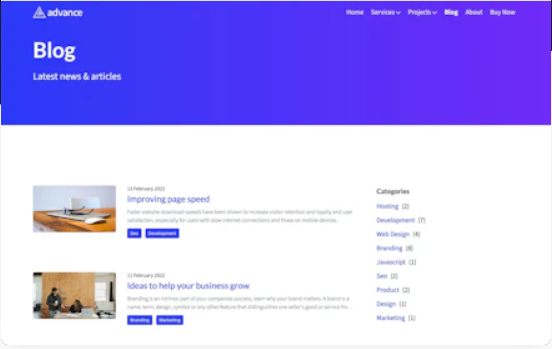 advance
Home Services Projects Blog About Buy Now
Blog
Latest news & articles
13 February 2022
Improving page speed
Faster website download speeds have been shown to increase visitor retention and loyalty and user
satisfaction, especially for users with slow internet connections and those on mobile devices.
Seo Development
11 February 2022
Ideas to help your business grow
Branding is an intrinsic part of your companies success, learn why your brand matters. A brand is a
name, term, design, symbol or any other feature that distinguishes one seller's good or service fro...
Branding Marketing
Categories
Hosting (2)
Development (7)
Web Design (4)
Branding (8)
Javascript (1)
Seo (2)
Product (2)
Design (1)
Marketing (1)